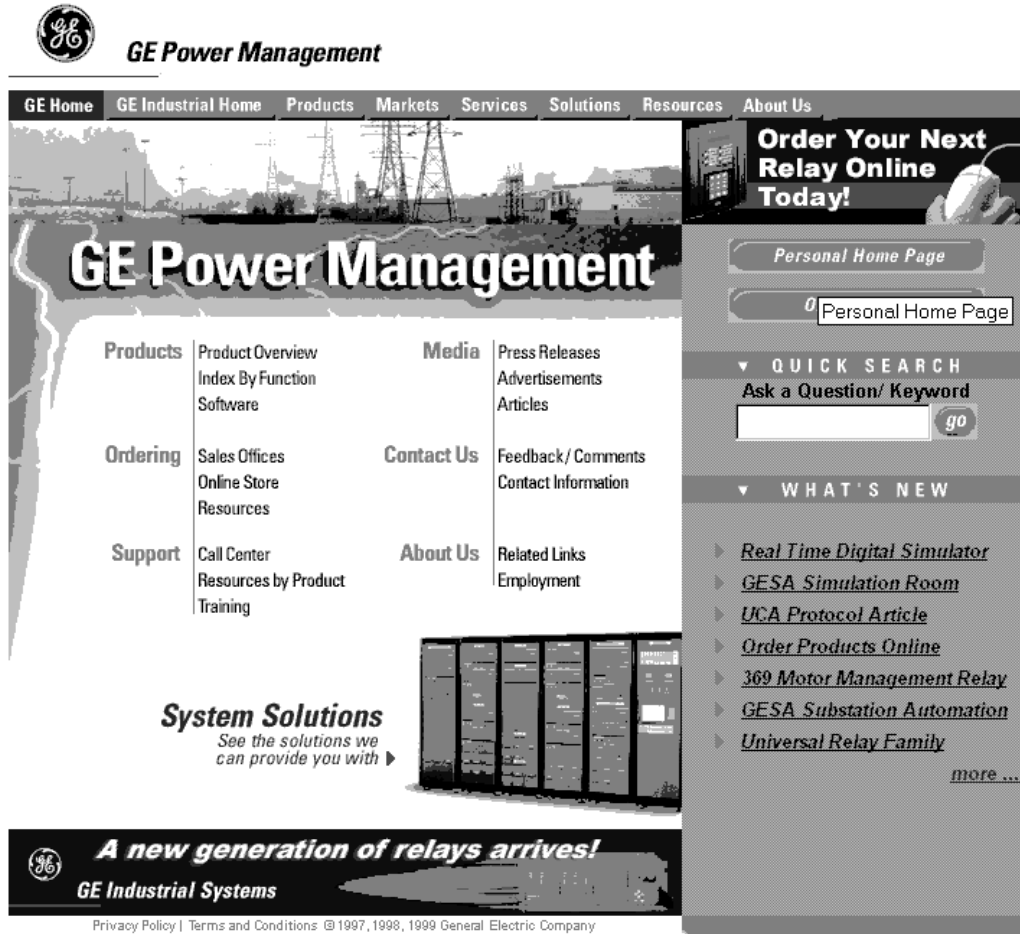 GE
GE Power Management
GE Home GE Industrial Home Products Markets Services Solutions Resources About Us
Order Your Next
Relay Online
Today!
GE Power Management
Personal Home Page
O
Personal Home Page
Products
Product Overview
Index By Function
Software
Media
Press Releases
Advertisements
Articles
Ordering
Sales Offices
Online Store
Resources
Contact Us
Feedback / Comments
Contact Information
Support
Call Center
Resources by Product
Training
About Us
Related Links
Employment
QUICK SEARCH
Ask a Question/ Keyword
go
WHAT'S NEW
Real Time Digital Simulator
GESA Simulation Room
UCA Protocol Article
Order Products Online
369 Motor Management Relay
GESA Substation Automation
Universal Relay Family
more ...
System Solutions
See the solutions we
can provide you with
A new generation of relays arrives!
GE
GE Industrial Systems
Privacy Policy | Terms and Conditions ©1997, 1998, 1999 General Electric Company